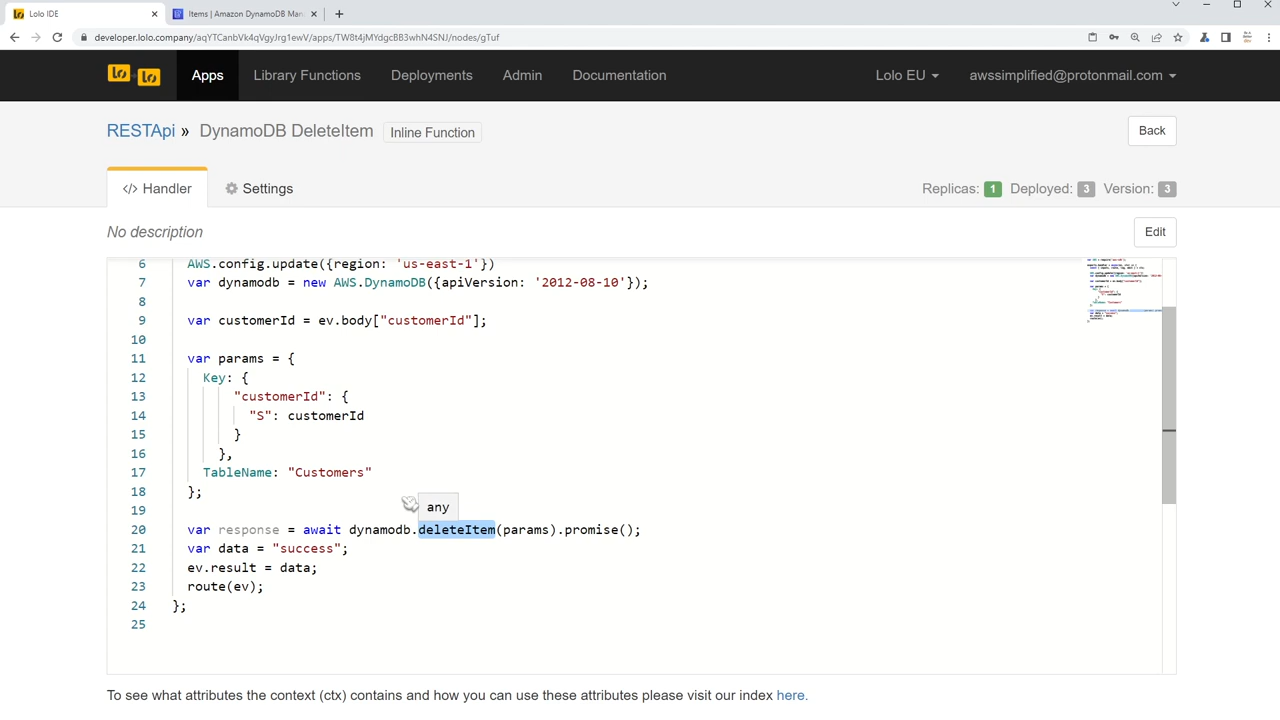 Lolo IDE
Items | Amazon DynamoDB Man
developer.lolo.company/aqYTCanbVk4qVgyJrg1ewV/apps/TW8t4jMYdgcBB3whN4SNJ/nodes/gTuf
lo lo Apps Library Functions Deployments Admin Documentation Lolo EU awssimplified@protonmail.com
RESTApi » DynamoDB DeleteItem Inline Function Back
</> Handler Settings Replicas: 1 Deployed: 3 Version: 3
No description Edit
6 AWS.config.update({region: 'us-east-1'})
7 var dynamodb = new AWS.DynamoDB({apiVersion: '2012-08-10'});
8
9 var customerId = ev.body["customerId"];
10
11 var params = {
12 Key: {
13 "customerId": {
14 "S": customerId
15 }
16 },
17 TableName: "Customers"
18 };
19 any
20 var response = await dynamodb.deleteItem(params).promise();
21 var data = "success";
22 ev.result = data;
23 route(ev);
24 };
25
To see what attributes the context (ctx) contains and how you can use these attributes please visit our index here.